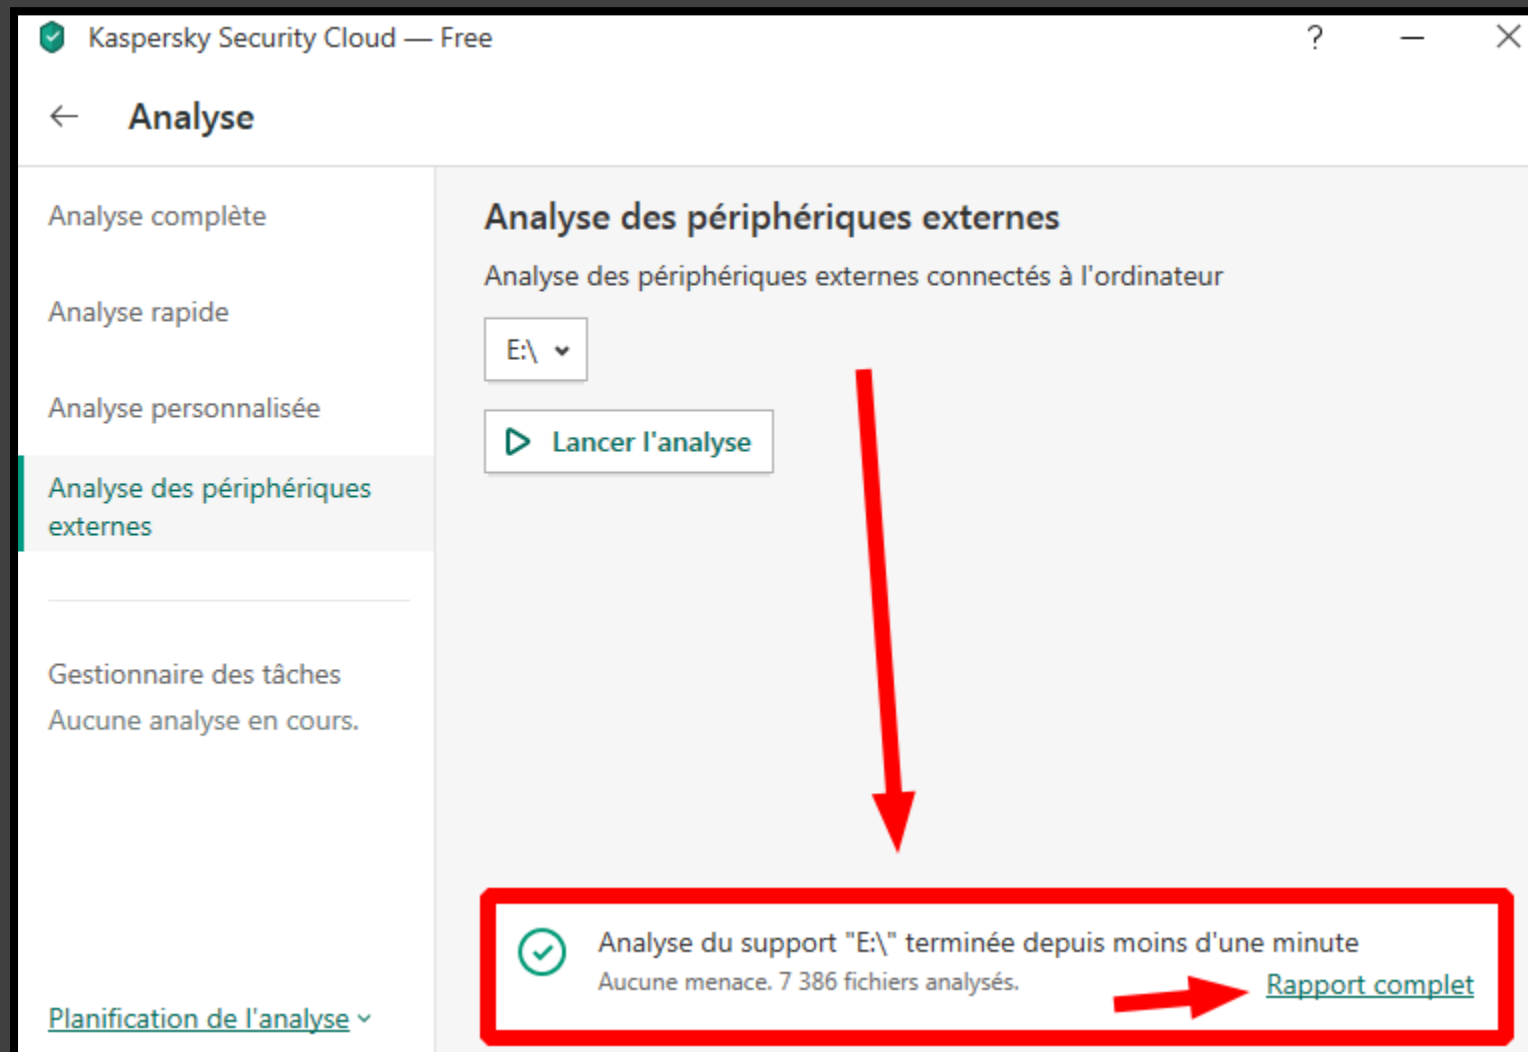 Kaspersky Security Cloud — Free
?
Analyse
Analyse complète
Analyse rapide
Analyse personnalisée
Analyse des périphériques
externes
Gestionnaire des tâches
Aucune analyse en cours.
Planification de l'analyse
Analyse des périphériques externes
Analyse des périphériques externes connectés à l'ordinateur
E:\
Lancer l'analyse
Analyse du support "E:\" terminée depuis moins d'une minute
Aucune menace. 7 386 fichiers analysés.
Rapport complet